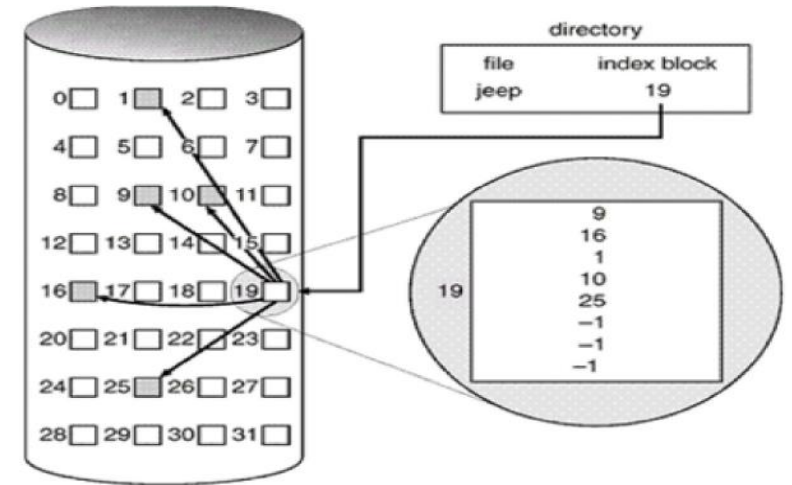 directory
file index block
jeep 19
0 1 2 3
4 5 6 7
8 9 10 11
12 13 14 15
16 17 18 19
20 21 22 23
24 25 26 27
28 29 30 31
19
9
16
1
10
25
–1
–1
–1